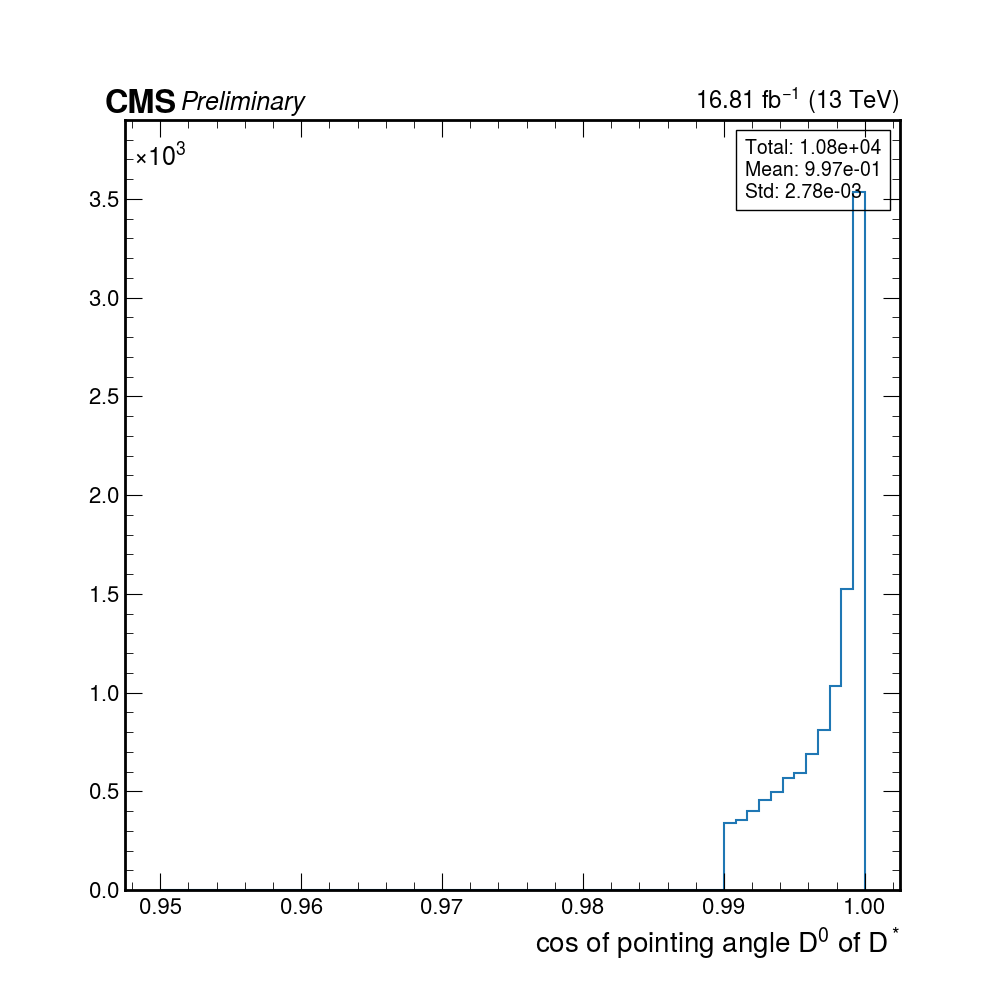 CMS Preliminary 16.81 fb⁻¹ (13 TeV)
×10³
Total: 1.08e+04
Mean: 9.97e-01
Std: 2.78e-03
3.5
3.0
2.5
2.0
1.5
1.0
0.5
0.0
0.95 0.96 0.97 0.98 0.99 1.00
cos of pointing angle D⁰ of D*